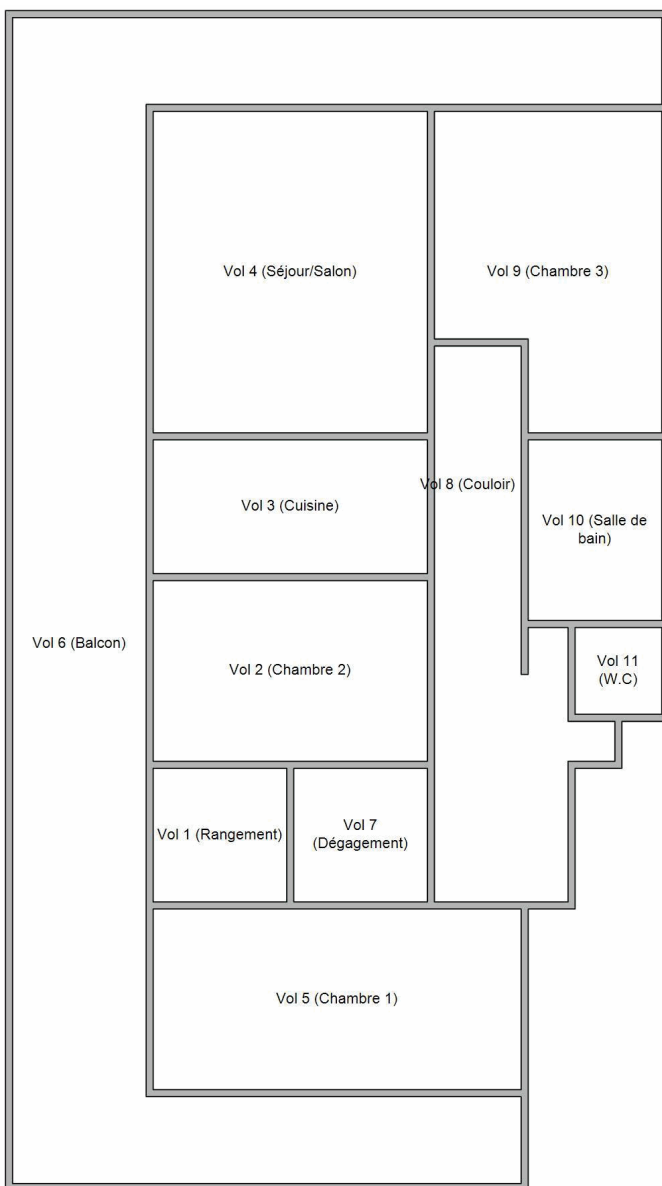 Vol 4 (Séjour/Salon)
Vol 9 (Chambre 3)
Vol 8 (Couloir)
Vol 3 (Cuisine)
Vol 10 (Salle de
bain)
Vol 6 (Balcon)
Vol 2 (Chambre 2)
Vol 11
(W.C)
Vol 1 (Rangement)
Vol 7
(Dégagement)
Vol 5 (Chambre 1)